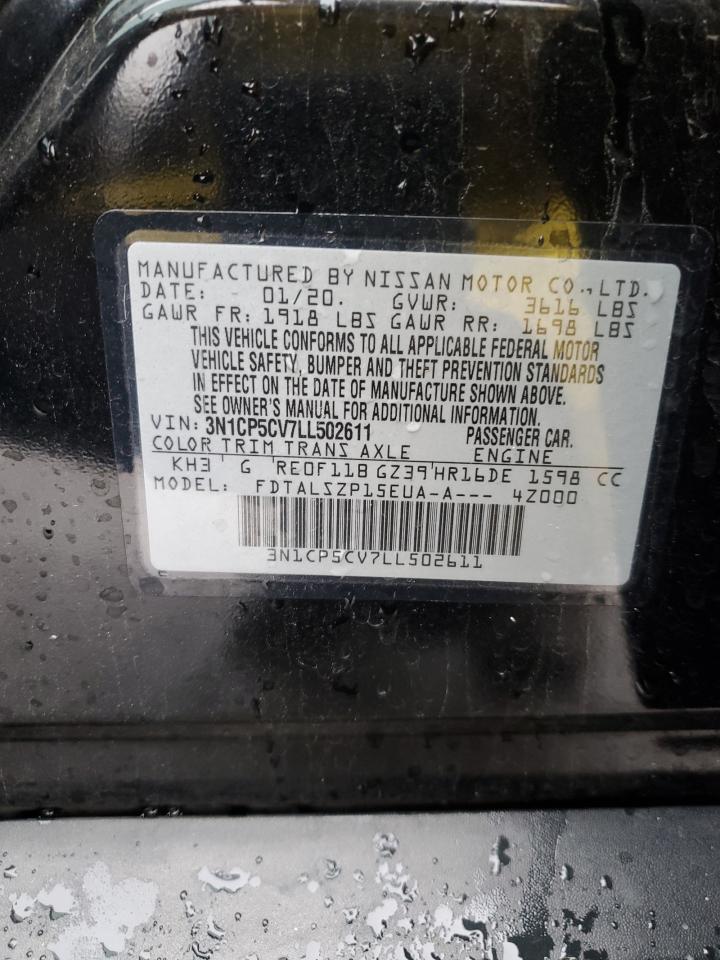 MANUFACTURED BY NISSAN MOTOR CO., LTD.
DATE: 01/20. GVWR: 3616 LBS
GAWR FR: 1918 LBS GAWR RR: 1698 LBS
THIS VEHICLE CONFORMS TO ALL APPLICABLE FEDERAL MOTOR
VEHICLE SAFETY, BUMPER AND THEFT PREVENTION STANDARDS
IN EFFECT ON THE DATE OF MANUFACTURE SHOWN ABOVE.
SEE OWNER'S MANUAL FOR ADDITIONAL INFORMATION.
VIN: 3N1CP5CV7LL502611 PASSENGER CAR.
COLOR TRIM TRANS AXLE ENGINE
KH3 ' G 'RE0F11B GZ39'HR16DE 1598 CC
MODEL: FDTALSZP15EUA-A--- 4Z000
3N1CP5CV7LL502611